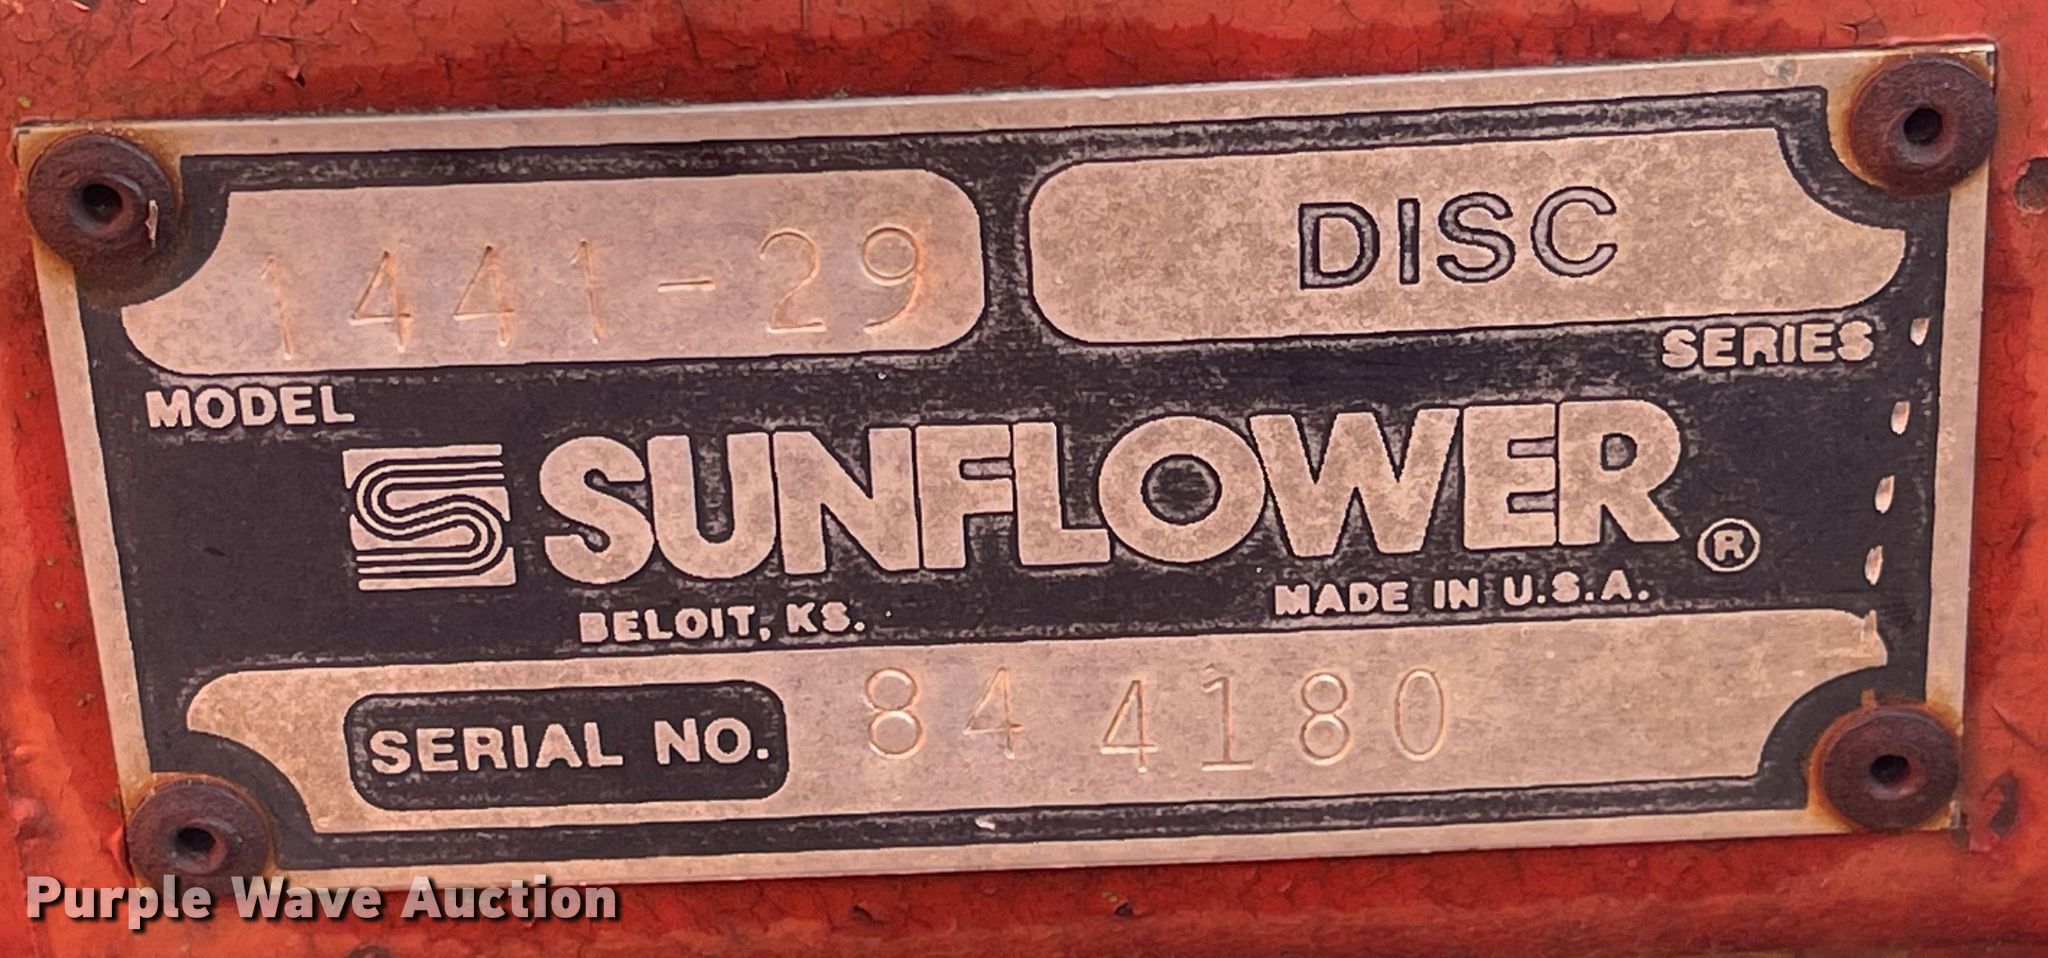 1441-29
DISC
MODEL
SERIES
SUNFLOWER®
BELOIT, KS.
MADE IN U.S.A.
SERIAL NO. 84 4180
Purple Wave Auction